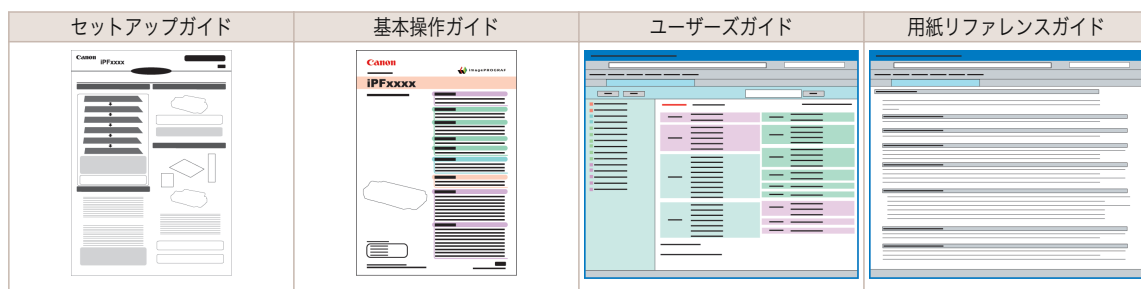 セットアップガイド
基本操作ガイド
ユーザーズガイド
用紙リファレンスガイド
Canon
iPFxxxx
Canon
imagePROGRAF
iPFxxxx